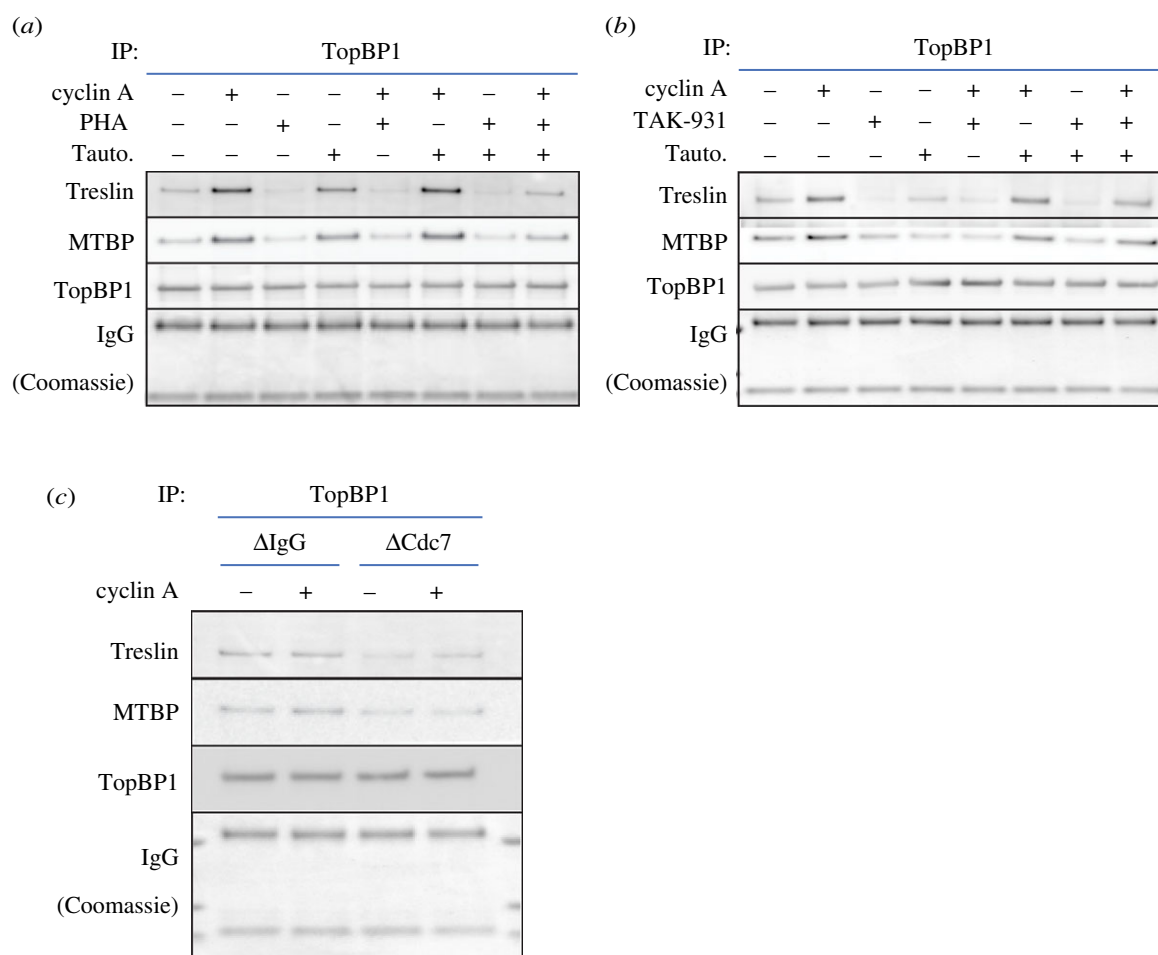 (a)
IP: TopBP1
cyclin A – + – – + + – +
PHA – – + – + – + +
Tauto. – – – + – + + +
Treslin
MTBP
TopBP1
IgG
(Coomassie)
(b)
IP: TopBP1
cyclin A – + – – + + – +
TAK-931 – – + – + – + +
Tauto. – – – + – + + +
Treslin
MTBP
TopBP1
IgG
(Coomassie)
(c)
IP: TopBP1
ΔIgG ΔCdc7
cyclin A – + – +
Treslin
MTBP
TopBP1
IgG
(Coomassie)